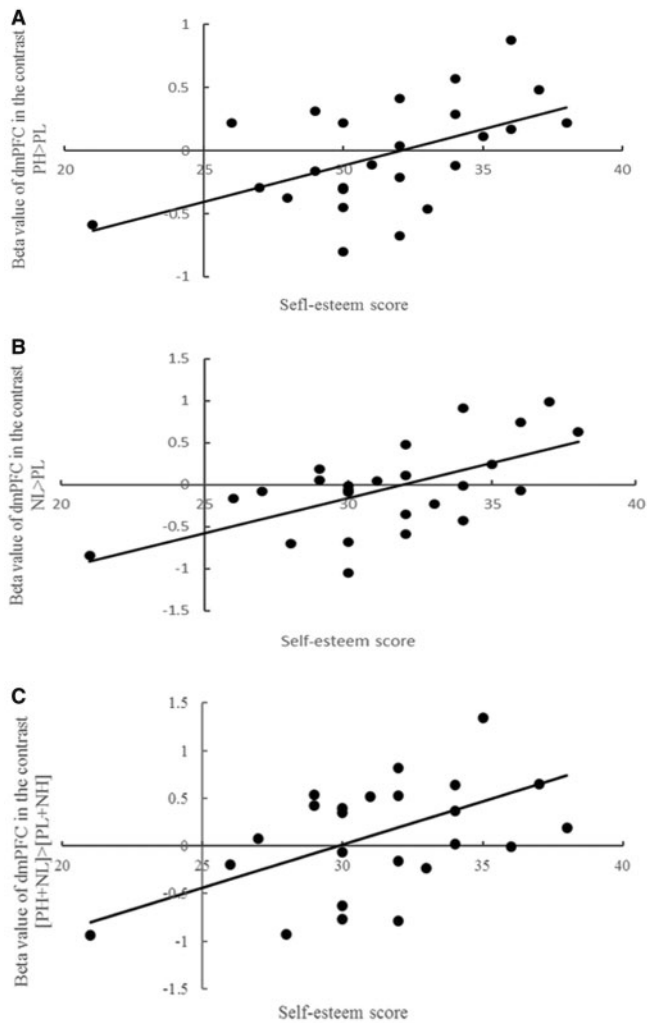 A
Beta value of dmPFC in the contrast
PH>PL
1
0.5
0
-0.5
-1
20
25
30
35
40
Sefl-esteem score
B
Beta value of dmPFC in the contrast
NL>PL
1.5
1
0.5
0
-0.5
-1
-1.5
20
25
30
35
40
Self-esteem score
C
Beta value of dmPFC in the contrast
[PH+NL]>[PL+NH]
1.5
1
0.5
0
-0.5
-1
-1.5
20
25
30
35
40
Self-esteem score